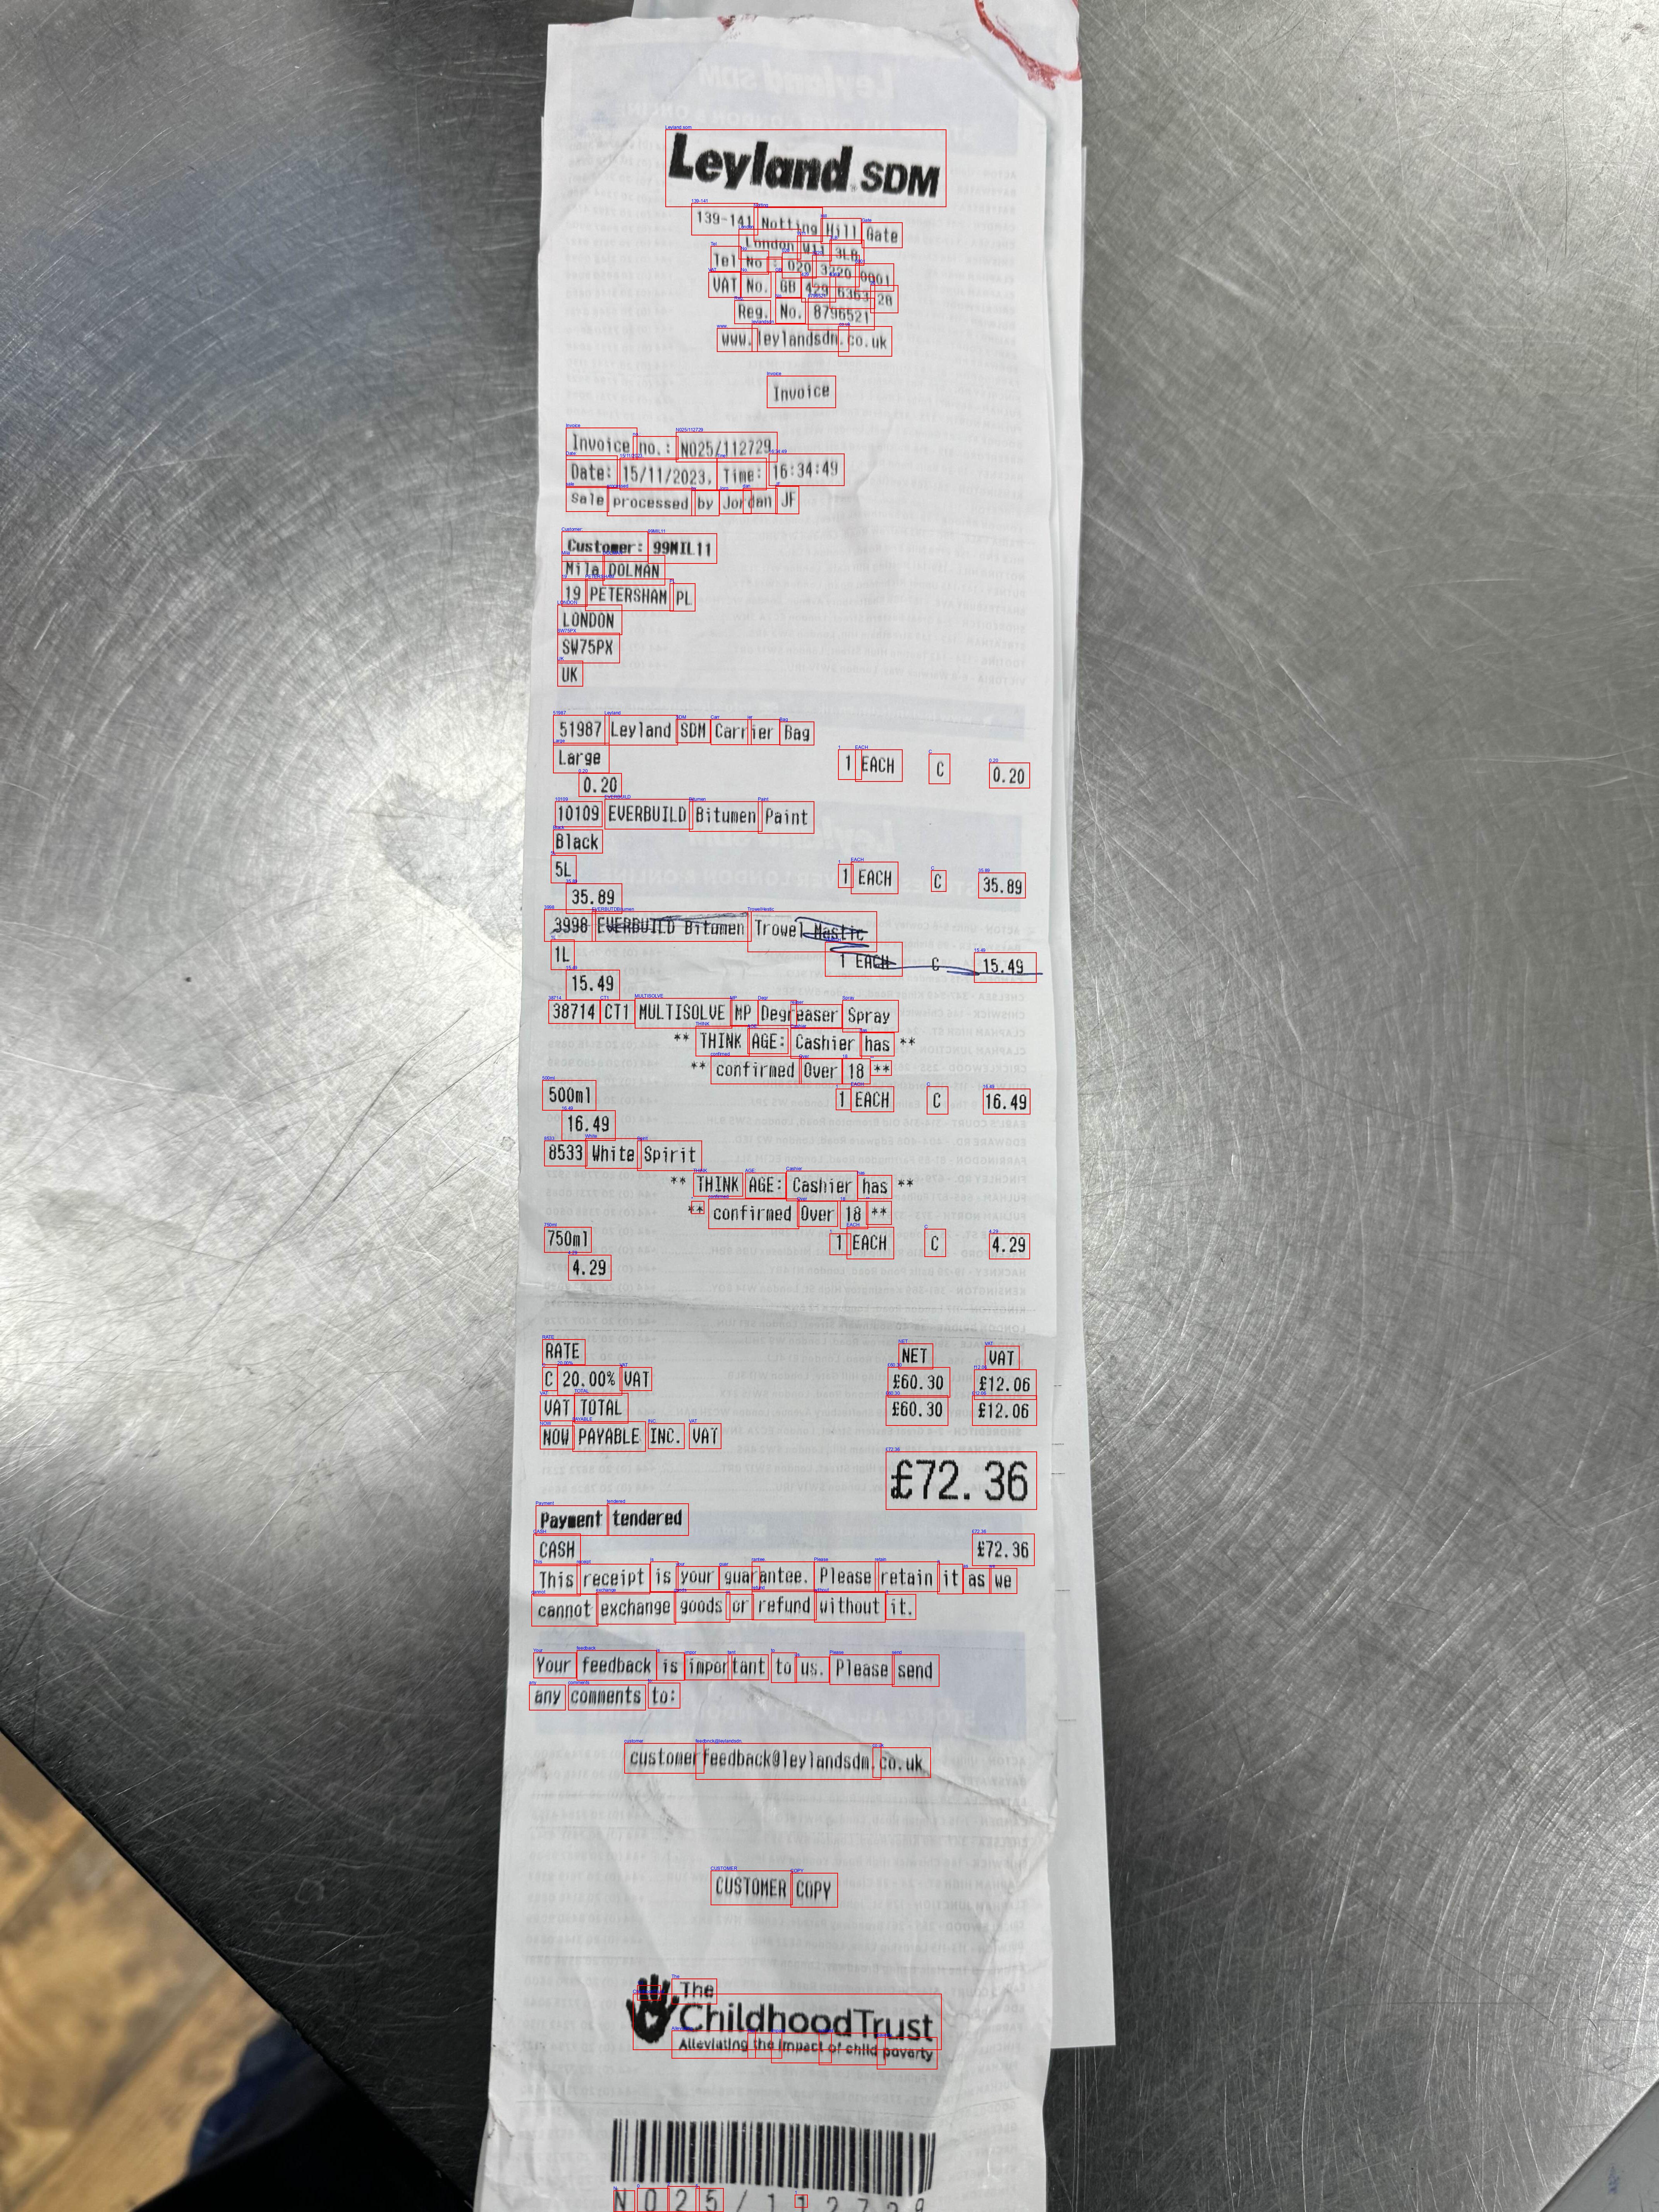 Leyland SDM
139-141 Notting Hill Gate
London W11 3LB
Tel No : 020 3220 0001
VAT No. GB 429 6363 28
Reg. No. 8796521
www.leylandsdm.co.uk
Invoice
Invoice no.: N025/112729
Date: 15/11/2023, Time: 16:34:49
Sale processed by Jordan JF
Customer: 99MIL11
Mila DOLMAN
19 PETERSHAM PL
LONDON
SW75PX
UK
51987 Leyland SDM Carrier Bag
Large 1 EACH C 0.20
0.20
10109 EVERBUILD Bitumen Paint
Black
5L 1 EACH C 35.89
35.89
3998 EVERBUILD Bitumen Trowel Mastic
1L 1 EACH C 15.49
15.49
38714 CT1 MULTISOLVE MP Degreaser Spray
** THINK AGE: Cashier has **
** confirmed Over 18 **
500ml 1 EACH C 16.49
16.49
8533 White Spirit
** THINK AGE: Cashier has **
** confirmed Over 18 **
750ml 1 EACH C 4.29
4.29
RATE NET VAT
C 20.00% VAT £60.30 £12.06
VAT TOTAL £60.30 £12.06
NOW PAYABLE INC. VAT
£72.36
Payment tendered
CASH £72.36
This receipt is your guarantee. Please retain it as we
cannot exchange goods or refund without it.
Your feedback is important to us. Please send
any comments to:
customerfeedback@leylandsdm.co.uk
CUSTOMER COPY
The
ChildhoodTrust
Alleviating the impact of child poverty
N025/112729